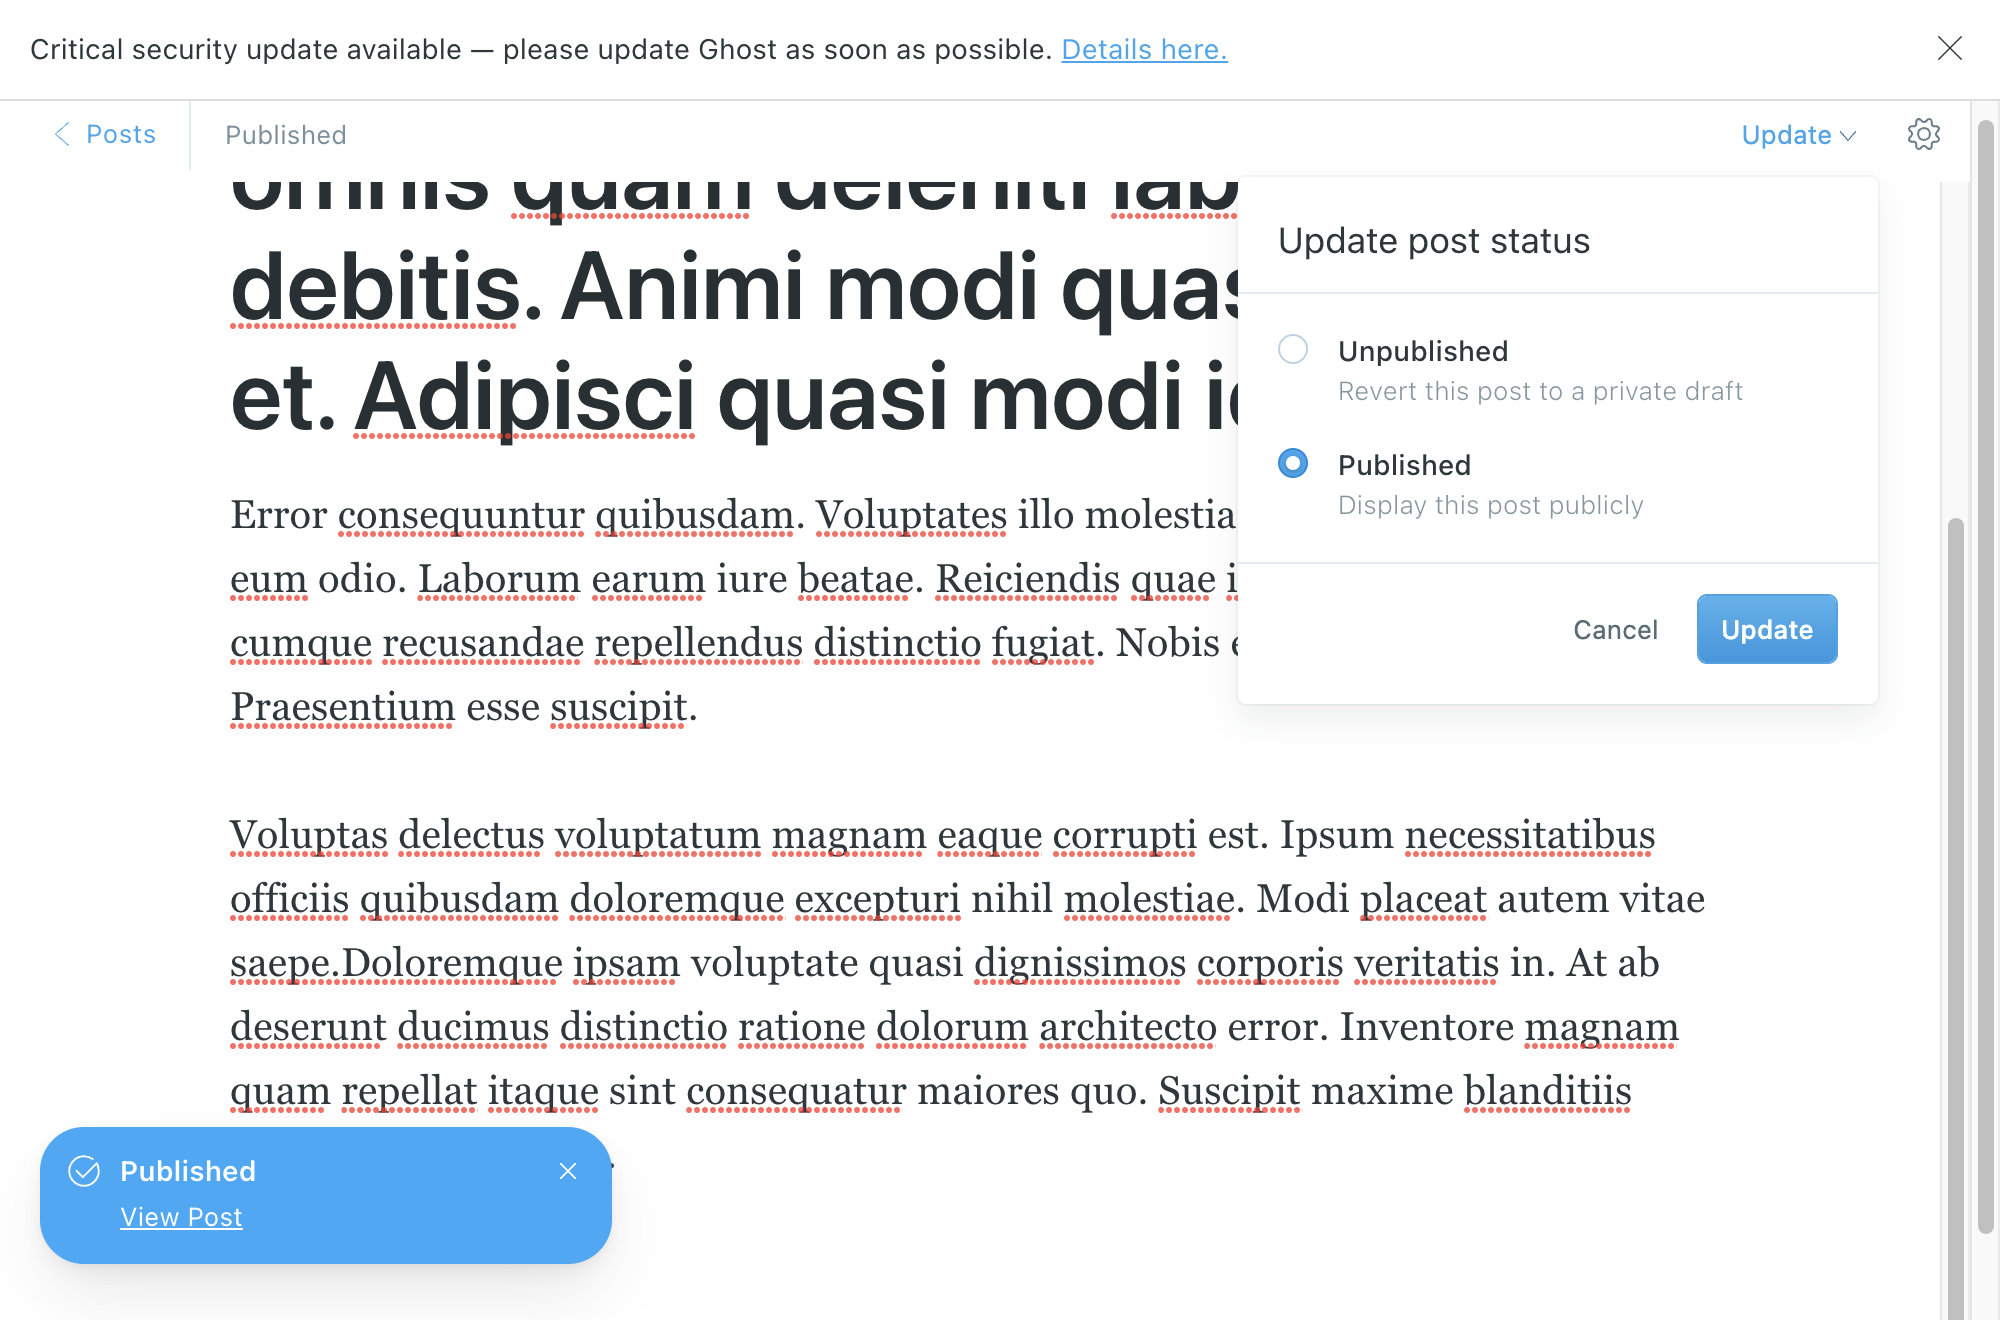 Critical security update available — please update Ghost as soon as possible. Details here.
Posts
Published
Update
omnis quam deleniti lab
debitis. Animi modi quas
et. Adipisci quasi modi
Error consequuntur quibusdam. Voluptates illo molestia
eum odio. Laborum earum iure beatae. Reiciendis quae
cumque recusandae repellendus distinctio fugiat. Nobis
Praesentium esse suscipit.
Update post status
Unpublished
Revert this post to a private draft
Published
Display this post publicly
Cancel
Update
Voluptas delectus voluptatum magnam eaque corrupti est. Ipsum necessitatibus
officiis quibusdam doloremque excepturi nihil molestiae. Modi placeat autem vitae
saepe.Doloremque ipsam voluptate quasi dignissimos corporis veritatis in. At ab
deserunt ducimus distinctio ratione dolorum architecto error. Inventore magnam
quam repellat itaque sint consequatur maiores quo. Suscipit maxime blanditiis
Published
View Post